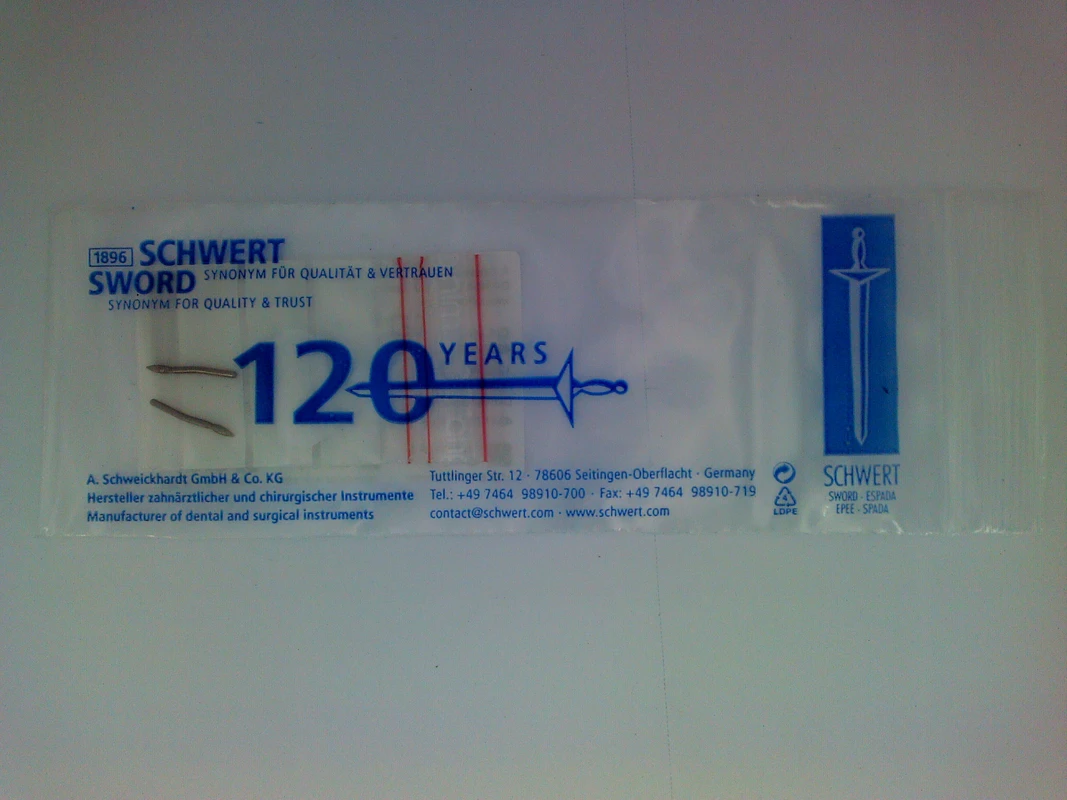 1896 SCHWERT
SWORD SYNONYM FÜR QUALITÄT & VERTRAUEN
SYNONYM FOR QUALITY & TRUST
120 YEARS
A. Schweickhardt GmbH & Co. KG
Hersteller zahnärztlicher und chirurgischer Instrumente
Manufacturer of dental and surgical instruments
Tuttlinger Str. 12 · 78606 Seitingen-Oberflacht · Germany
Tel.: +49 7464 98910-700 · Fax: +49 7464 98910-719
contact@schwert.com · www.schwert.com
4
LDPE
SCHWERT
SWORD - ESPADA
EPEE - SPADA